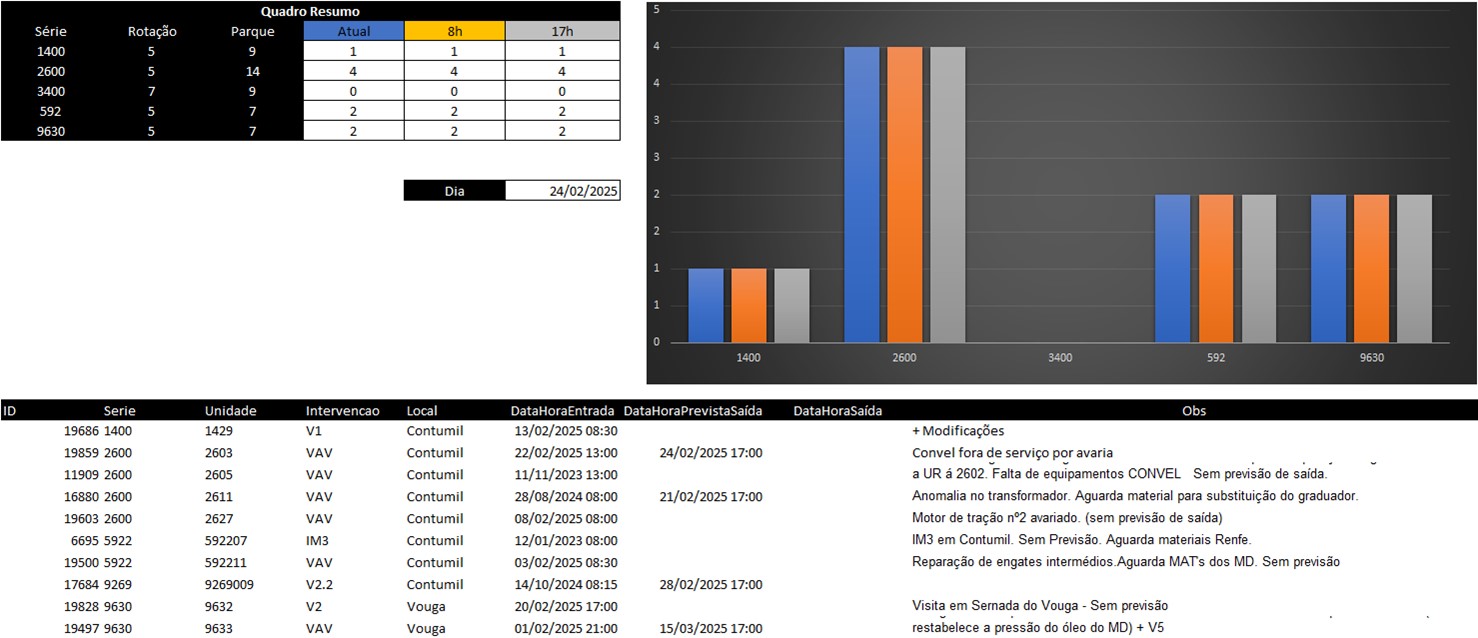 Quadro Resumo
Série Rotação Parque Atual 8h 17h
1400 5 9 1 1 1
2600 5 14 4 4 4
3400 7 9 0 0 0
592 5 7 2 2 2
9630 5 7 2 2 2
Dia 24/02/2025
5
4
4
3
3
2
2
1
1
0
1400 2600 3400 592 9630
ID Serie Unidade Intervencao Local DataHoraEntrada DataHoraPrevistaSaída DataHoraSaída Obs
19686 1400 1429 V1 Contumil 13/02/2025 08:30 + Modificações
19859 2600 2603 VAV Contumil 22/02/2025 13:00 24/02/2025 17:00 Convel fora de serviço por avaria
11909 2600 2605 VAV Contumil 11/11/2023 13:00 a UR á 2602. Falta de equipamentos CONVEL Sem previsão de saída.
16880 2600 2611 VAV Contumil 28/08/2024 08:00 21/02/2025 17:00 Anomalia no transformador. Aguarda material para substituição do graduador.
19603 2600 2627 VAV Contumil 08/02/2025 08:00 Motor de tração nº2 avariado. (sem previsão de saída)
6695 5922 592207 IM3 Contumil 12/01/2023 08:00 IM3 em Contumil. Sem Previsão. Aguarda materiais Renfe.
19500 5922 592211 VAV Contumil 03/02/2025 08:30 Reparação de engates intermédios.Aguarda MAT's dos MD. Sem previsão
17684 9269 9269009 V2.2 Contumil 14/10/2024 08:15 28/02/2025 17:00
19828 9630 9632 V2 Vouga 20/02/2025 17:00 Visita em Sernada do Vouga - Sem previsão
19497 9630 9633 VAV Vouga 01/02/2025 21:00 15/03/2025 17:00 restabelece a pressão do óleo do MD) + V5